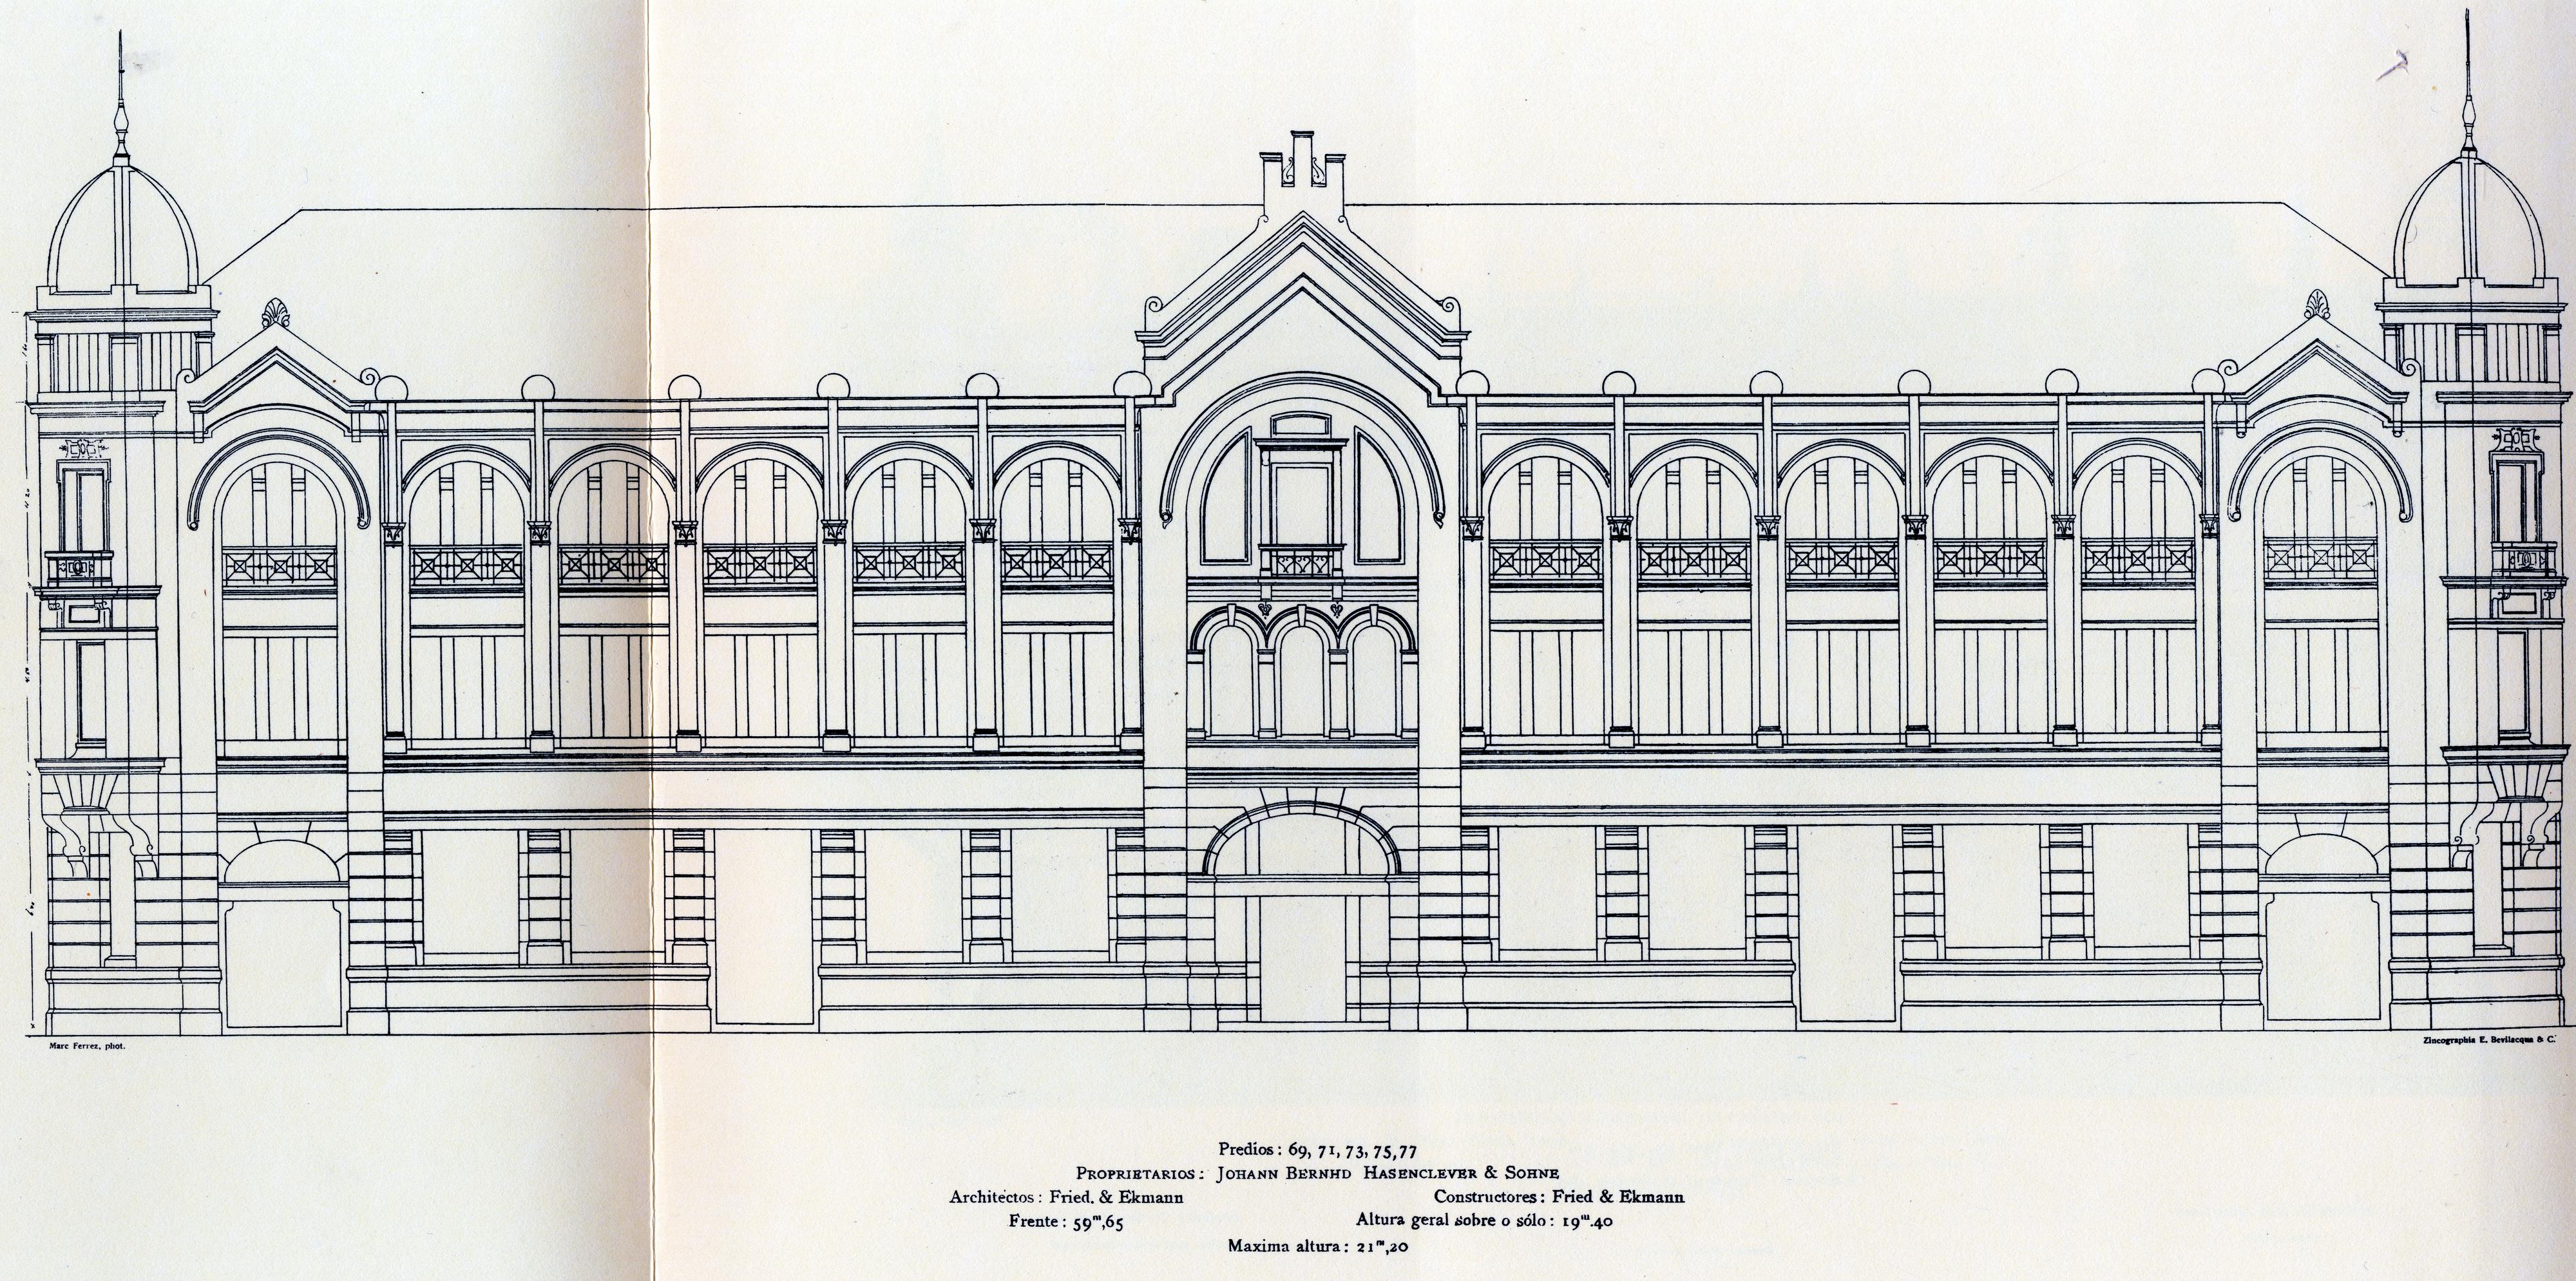 Marc Ferrez, phot.
Zincographia E. Bevilacqua & C.
Predios : 69, 71, 73, 75, 77
PROPRIETARIOS : JOHANN BERNHD HASENCLEVER & SOHNE
Architectos : Fried. & Ekmann
Constructores : Fried & Ekmann
Frente : 59ᵐ,65
Altura geral sobre o sólo : 19ᵐ.40
Maxima altura : 21ᵐ,20